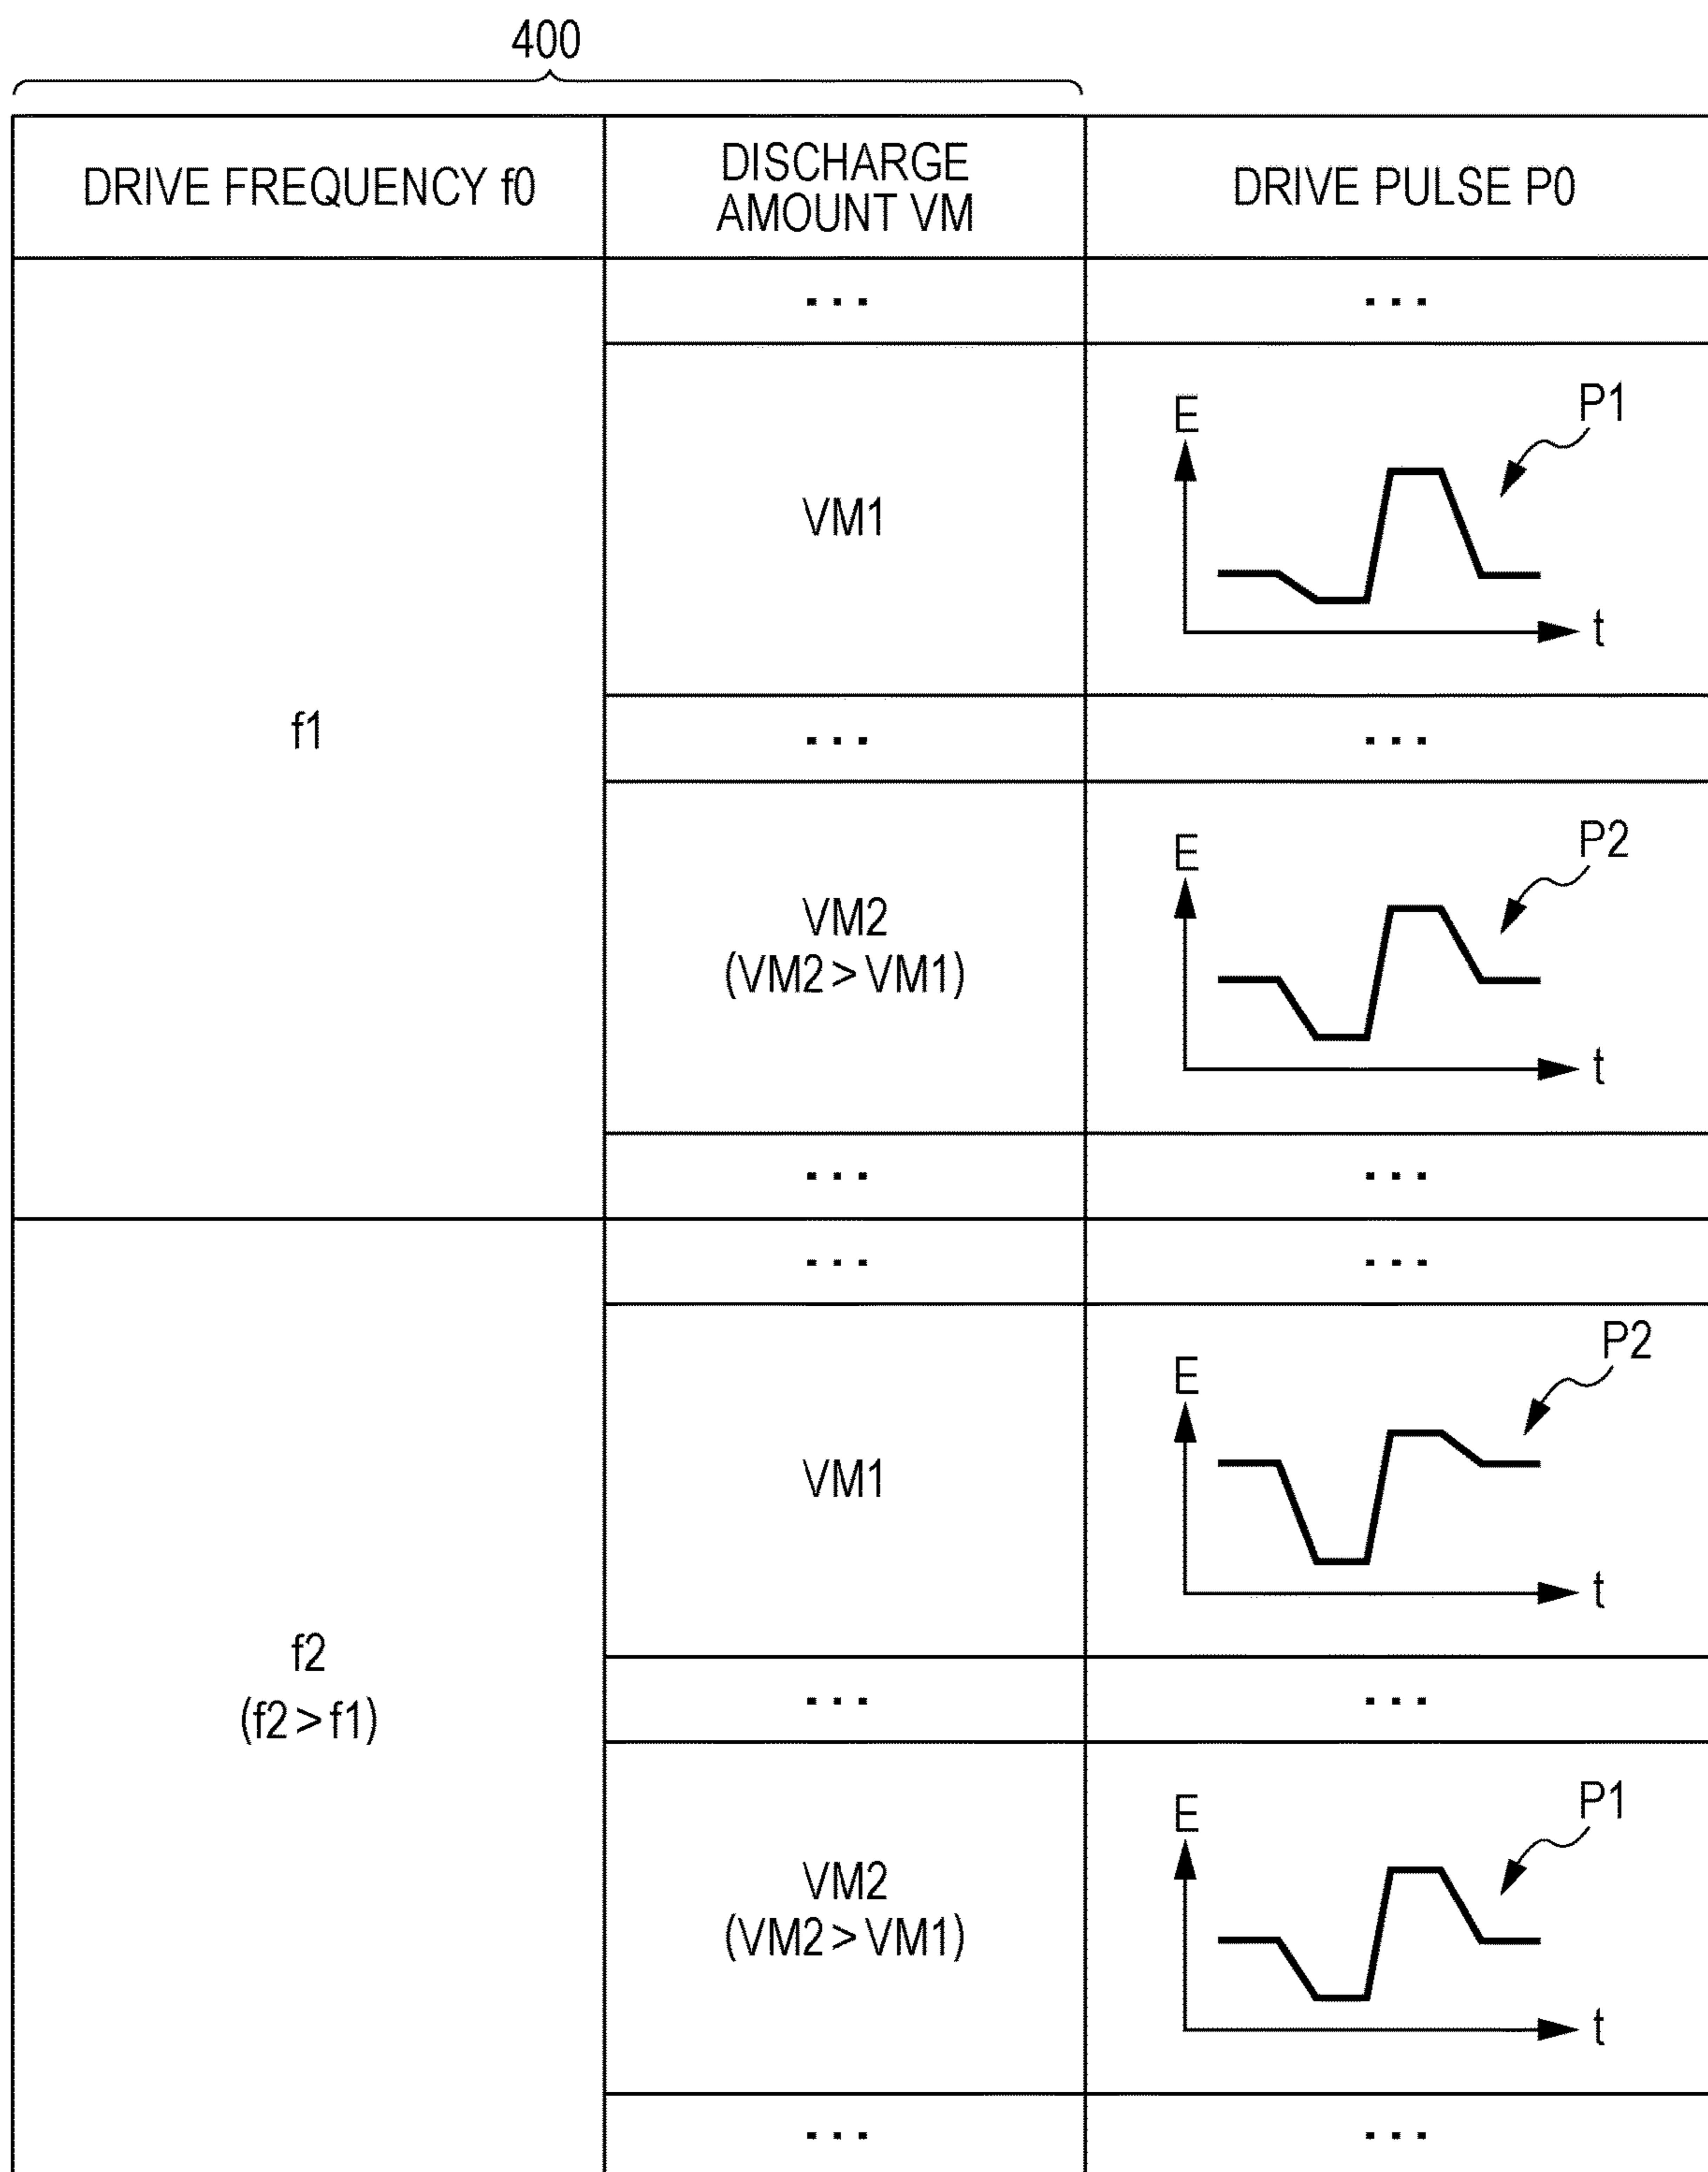 400
DRIVE FREQUENCY f0
DISCHARGE
AMOUNT VM
DRIVE PULSE P0
... ...
f1
VM1
E
P1
t
... ...
VM2
(VM2 > VM1)
E
P2
t
... ...
... ...
f2
(f2 > f1)
VM1
E
P2
t
... ...
VM2
(VM2 > VM1)
E
P1
t
... ...